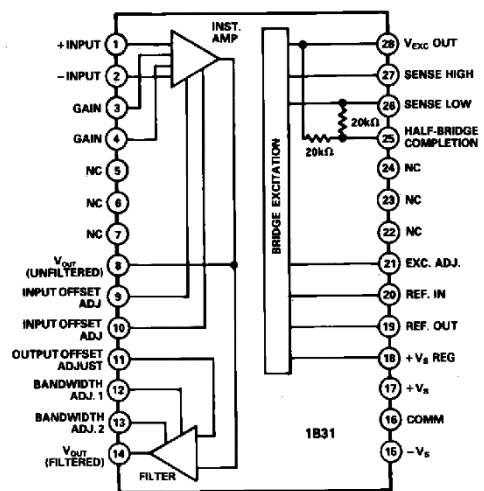 INST.
AMP
+ INPUT 1
− INPUT 2
GAIN 3
GAIN 4
NC 5
NC 6
NC 7
VOUT
(UNFILTERED) 8
INPUT OFFSET
ADJ 9
INPUT OFFSET
ADJ 10
OUTPUT OFFSET
ADJUST 11
BANDWIDTH
ADJ. 1 12
BANDWIDTH
ADJ. 2 13
VOUT
(FILTERED) 14
FILTER
BRIDGE EXCITATION
20kΩ
20kΩ
28 VEXC OUT
27 SENSE HIGH
26 SENSE LOW
25 HALF-BRIDGE
COMPLETION
24 NC
23 NC
22 NC
21 EXC. ADJ.
20 REF. IN
19 REF. OUT
18 +VS REG
17 +VS
16 COMM
15 −VS
1B31